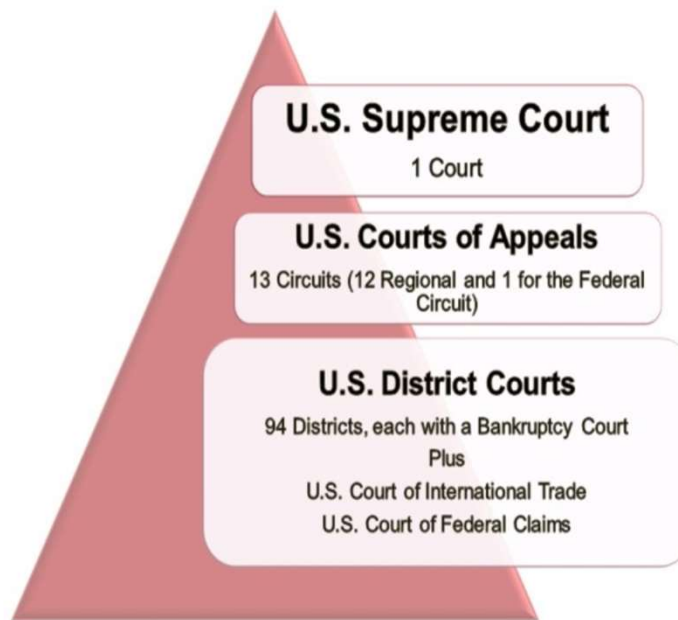 U.S. Supreme Court
1 Court
U.S. Courts of Appeals
13 Circuits (12 Regional and 1 for the Federal
Circuit)
U.S. District Courts
94 Districts, each with a Bankruptcy Court
Plus
U.S. Court of International Trade
U.S. Court of Federal Claims